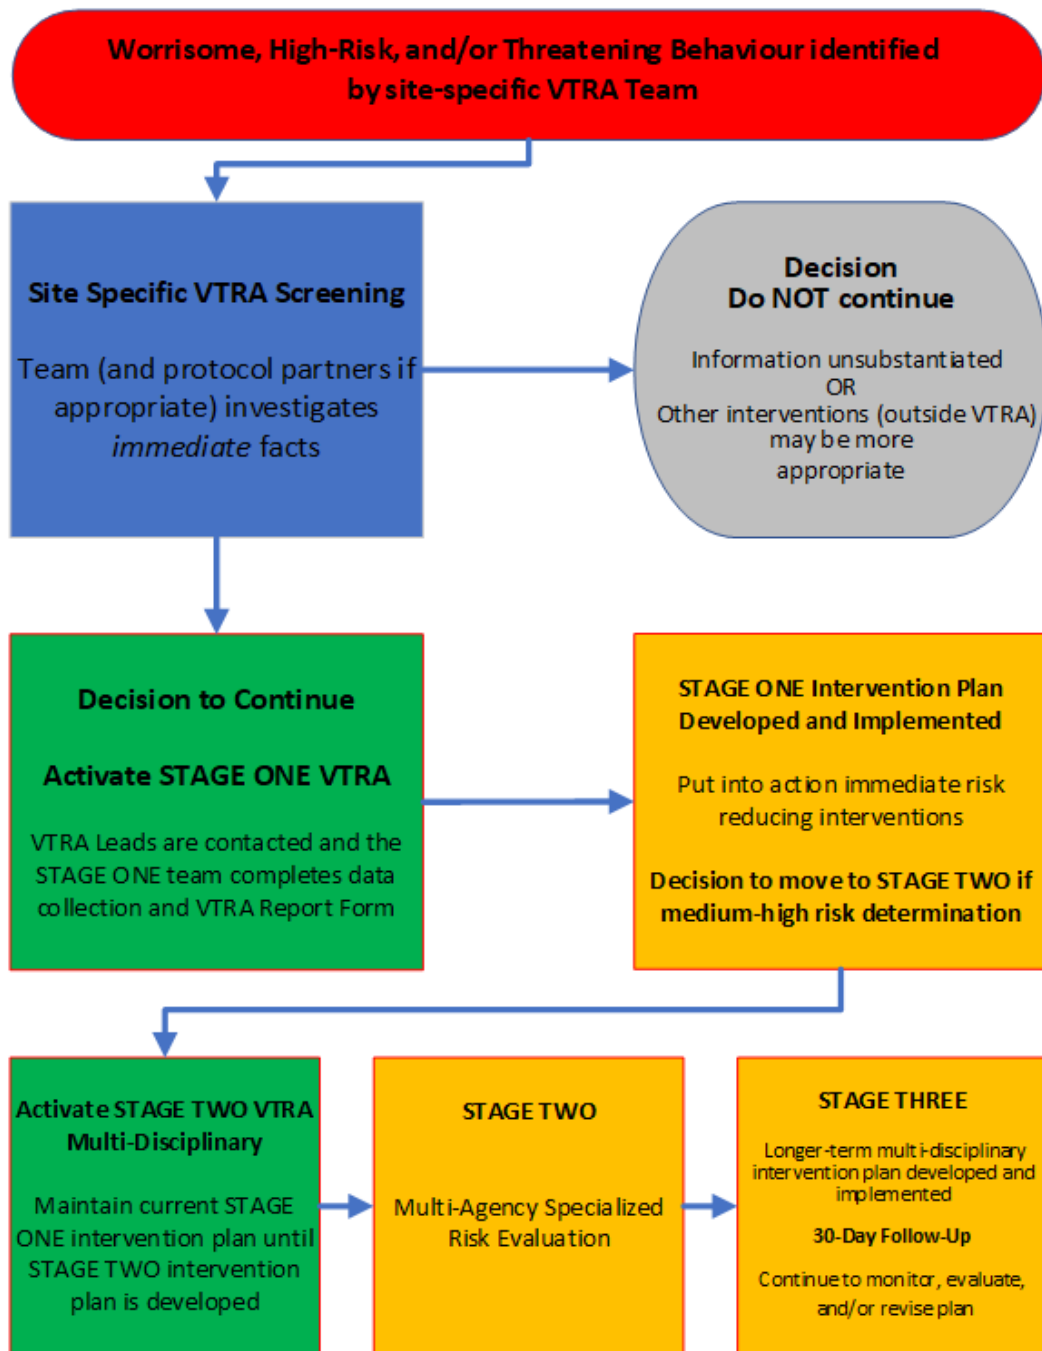 Worrisome, High-Risk, and/or Threatening Behaviour identified
by site-specific VTRA Team
Site Specific VTRA Screening
Team (and protocol partners if
appropriate) investigates
immediate facts
Decision
Do NOT continue
Information unsubstantiated
OR
Other interventions (outside VTRA)
may be more
appropriate
Decision to Continue
Activate STAGE ONE VTRA
VTRA Leads are contacted and the
STAGE ONE team completes data
collection and VTRA Report Form
STAGE ONE Intervention Plan
Developed and Implemented
Put into action immediate risk
reducing interventions
Decision to move to STAGE TWO if
medium-high risk determination
Activate STAGE TWO VTRA
Multi-Disciplinary
Maintain current STAGE
ONE intervention plan until
STAGE TWO intervention
plan is developed
STAGE TWO
Multi-Agency Specialized
Risk Evaluation
STAGE THREE
Longer-term multi-disciplinary
intervention plan developed and
implemented
30-Day Follow-Up
Continue to monitor, evaluate,
and/or revise plan